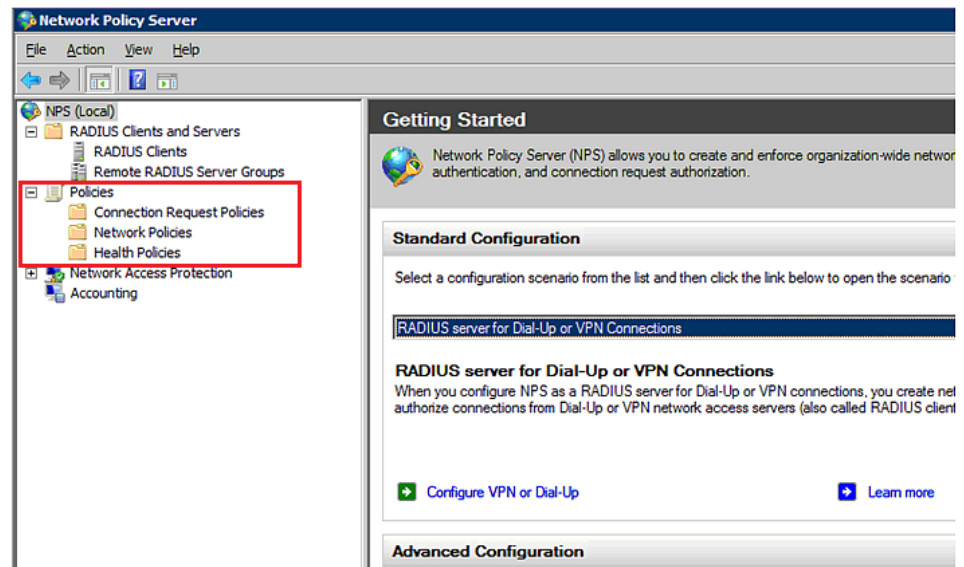 Network Policy Server
File Action View Help
NPS (Local)
RADIUS Clients and Servers
RADIUS Clients
Remote RADIUS Server Groups
Policies
Connection Request Policies
Network Policies
Health Policies
Network Access Protection
Accounting
Getting Started
Network Policy Server (NPS) allows you to create and enforce organization-wide networ
authentication, and connection request authorization.
Standard Configuration
Select a configuration scenario from the list and then click the link below to open the scenario
RADIUS server for Dial-Up or VPN Connections
RADIUS server for Dial-Up or VPN Connections
When you configure NPS as a RADIUS server for Dial-Up or VPN connections, you create net
authorize connections from Dial-Up or VPN network access servers (also called RADIUS client
Configure VPN or Dial-Up
Learn more
Advanced Configuration